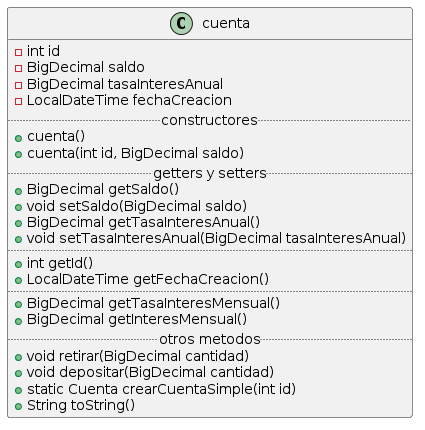 C cuenta
int id
BigDecimal saldo
BigDecimal tasaInteresAnual
LocalDateTime fechaCreacion
constructores
cuenta()
cuenta(int id, BigDecimal saldo)
getters y setters
BigDecimal getSaldo()
void setSaldo(BigDecimal saldo)
BigDecimal getTasaInteresAnual()
void setTasaInteresAnual(BigDecimal tasaInteresAnual)
int getId()
LocalDateTime getFechaCreacion()
BigDecimal getTasaInteresMensual()
BigDecimal getInteresMensual()
otros metodos
void retirar(BigDecimal cantidad)
void depositar(BigDecimal cantidad)
static Cuenta crearCuentaSimple(int id)
String toString()